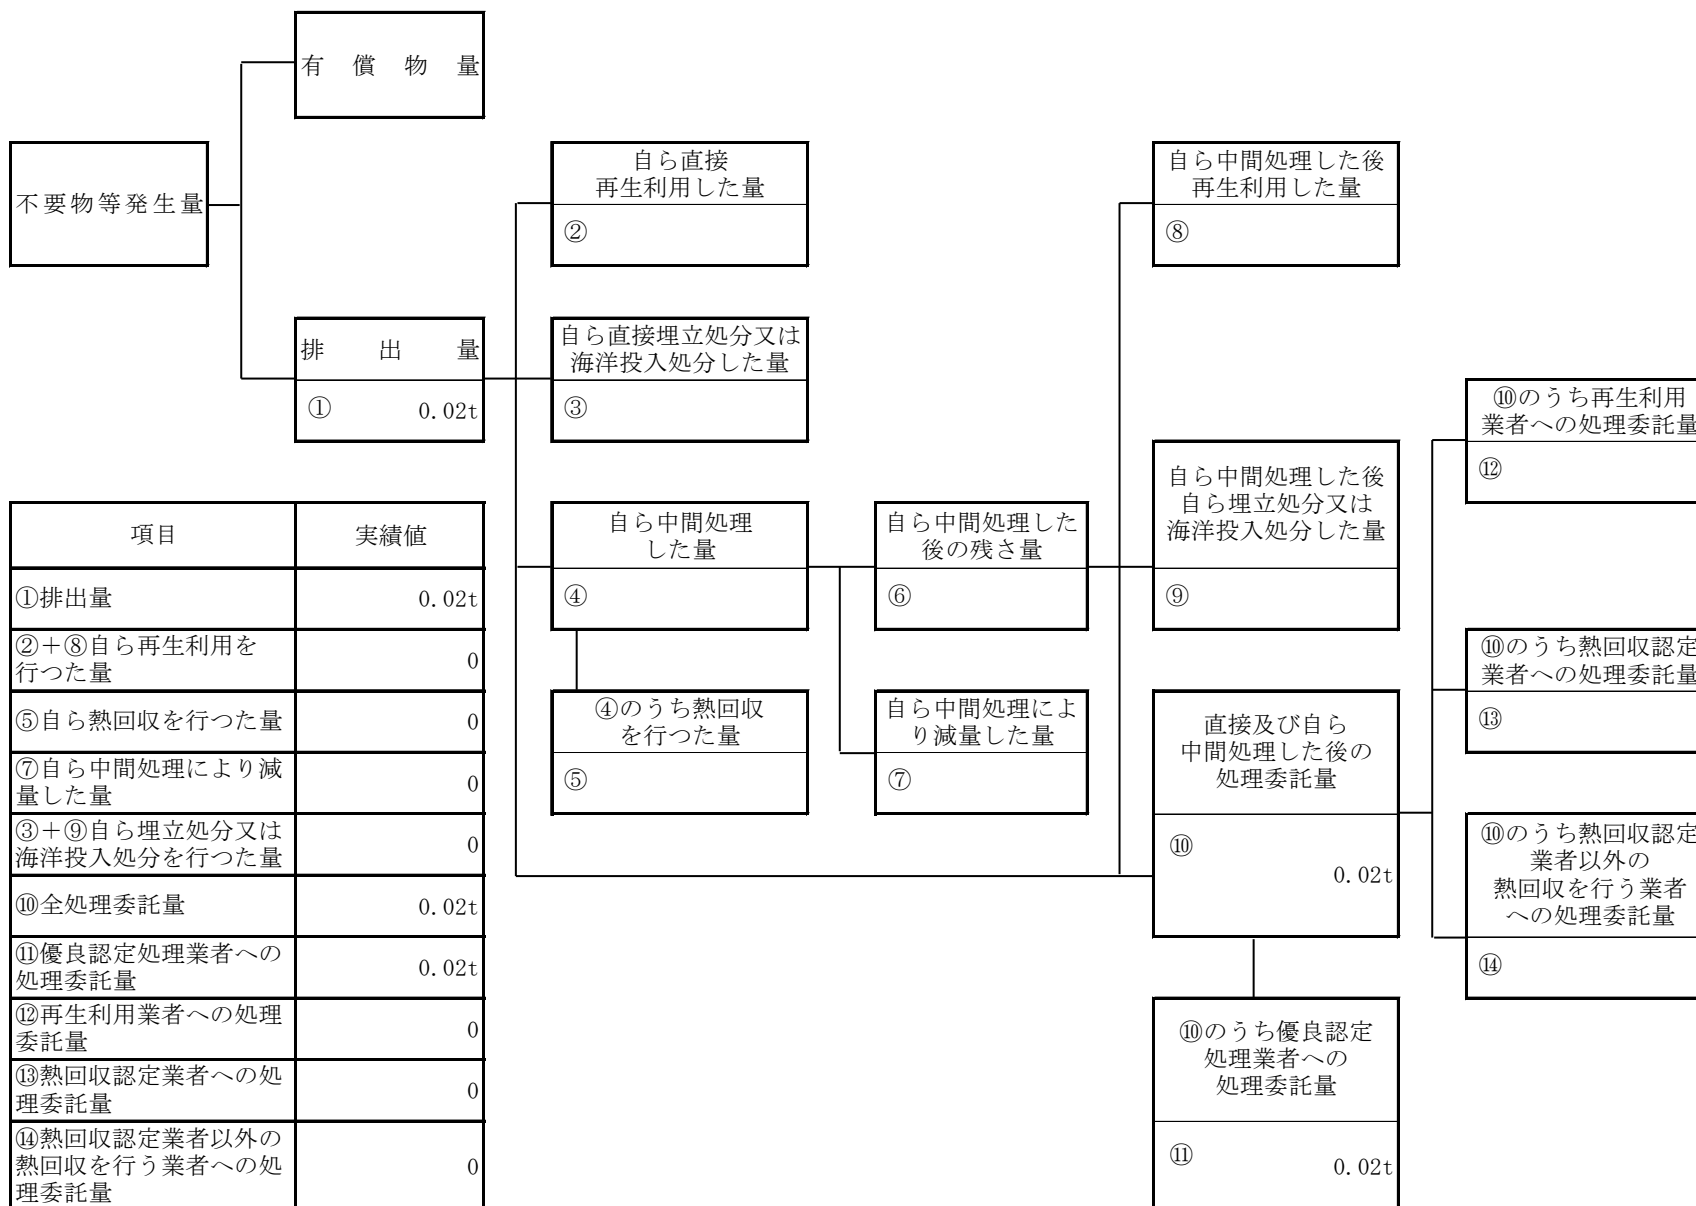 有償物量
不要物等発生量
排出量
① 0.02t
自ら直接
再生利用した量
②
自ら直接埋立処分又は
海洋投入処分した量
③
自ら中間処理
した量
④
④のうち熱回収
を行つた量
⑤
自ら中間処理した
後の残さ量
⑥
自ら中間処理によ
り減量した量
⑦
自ら中間処理した後
再生利用した量
⑧
自ら中間処理した後
自ら埋立処分又は
海洋投入処分した量
⑨
直接及び自ら
中間処理した後の
処理委託量
⑩
0.02t
⑩のうち優良認定
処理業者への
処理委託量
⑪ 0.02t
⑩のうち再生利用
業者への処理委託量
⑫
⑩のうち熱回収認定
業者への処理委託量
⑬
⑩のうち熱回収認定
業者以外の
熱回収を行う業者
への処理委託量
⑭
項目 実績値
①排出量 0.02t
②+⑧自ら再生利用を
行つた量 0
⑤自ら熱回収を行つた量 0
⑦自ら中間処理により減
量した量 0
③+⑨自ら埋立処分又は
海洋投入処分を行つた量 0
⑩全処理委託量 0.02t
⑪優良認定処理業者への
処理委託量 0.02t
⑫再生利用業者への処理
委託量 0
⑬熱回収認定業者への処
理委託量 0
⑭熱回収認定業者以外の
熱回収を行う業者への処
理委託量 0